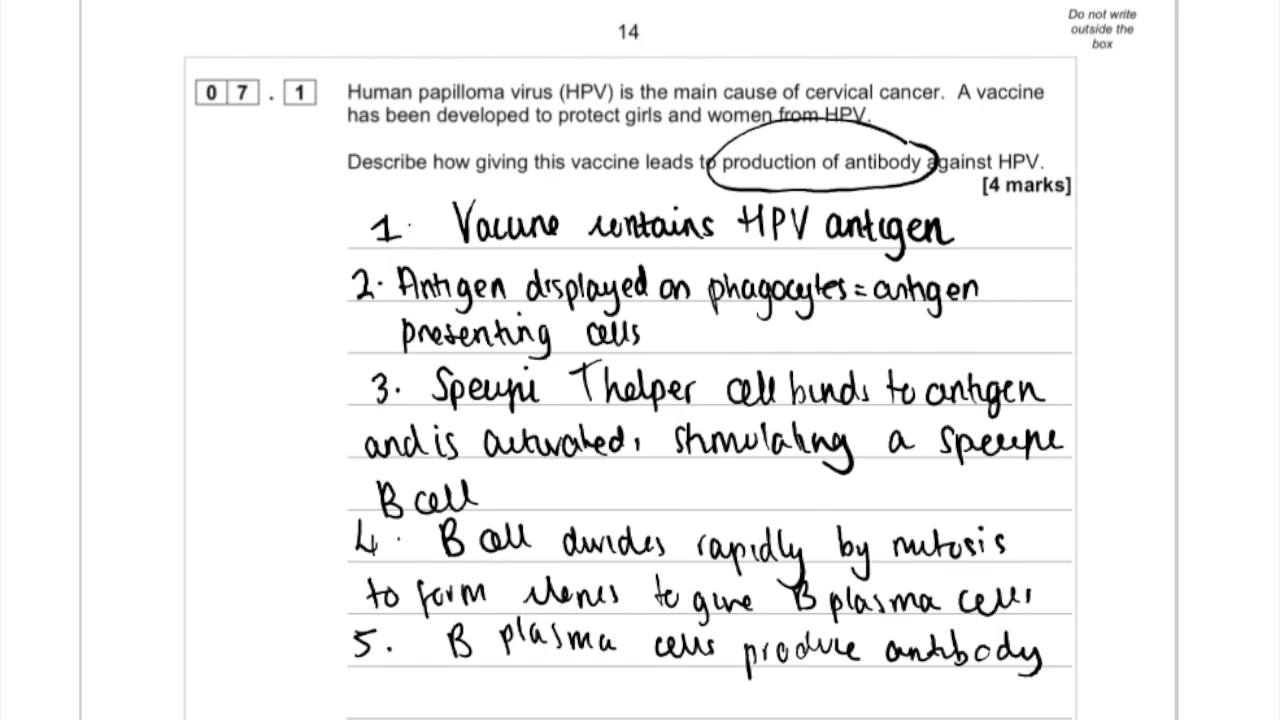 14
Do not write
outside the
box
0 7 . 1
Human papilloma virus (HPV) is the main cause of cervical cancer. A vaccine
has been developed to protect girls and women from HPV.
Describe how giving this vaccine leads to production of antibody against HPV.
[4 marks]
1. Vaccine contains HPV antigen
2. Antigen displayed on phagocytes = antigen
presenting cells
3. Specific T helper cell binds to antigen
and is activated, stimulating a specific
B cell
4. B cell divides rapidly by mitosis
to form clones to give B plasma cells
5. B plasma cells produce antibody